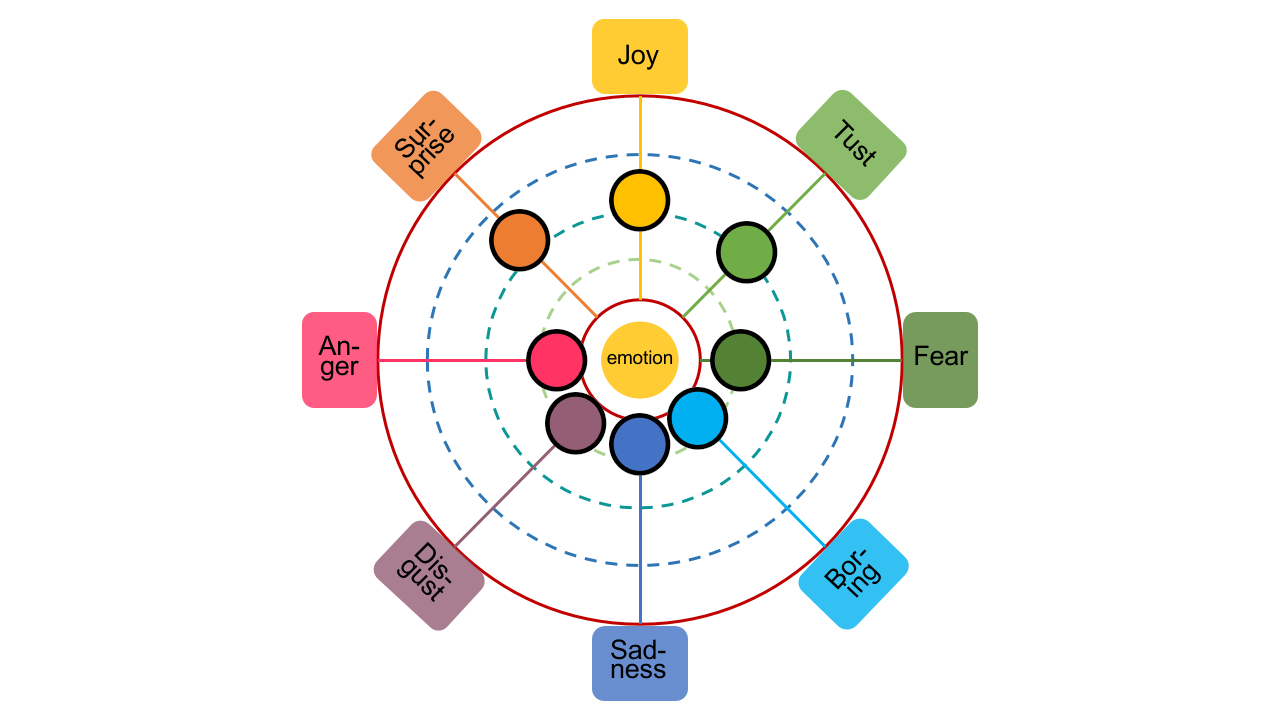 Joy
Sur-
prise
Tust
An-
ger
emotion
Fear
Dis-
gust
Bor-
ing
Sad-
ness